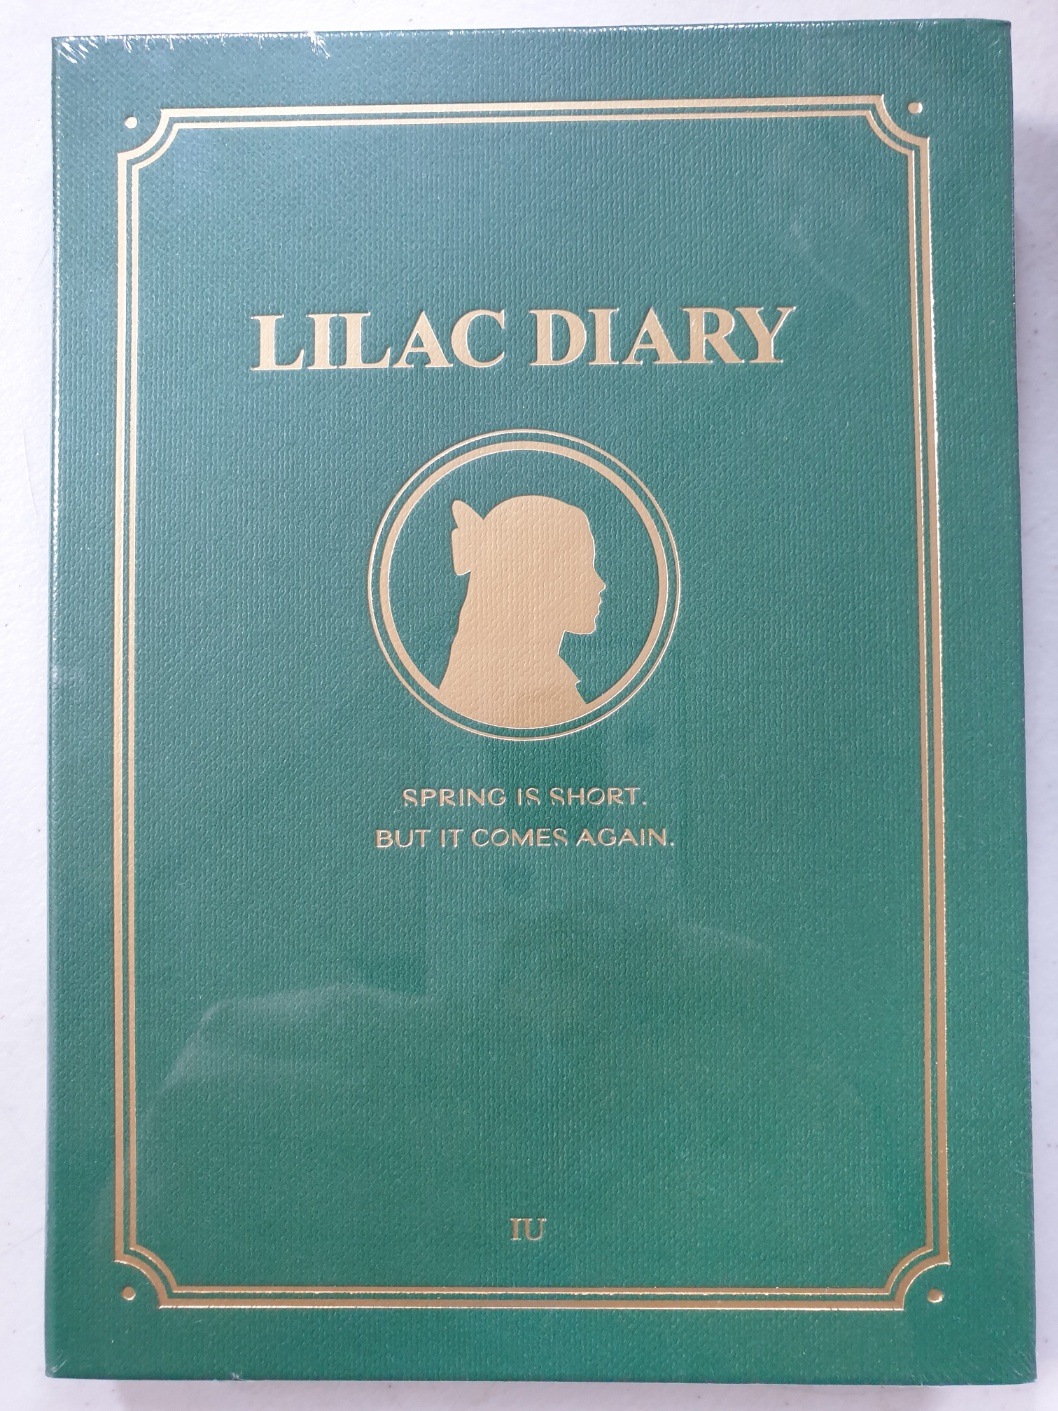 LILAC DIARY
SPRING IS SHORT.
BUT IT COMES AGAIN.
IU